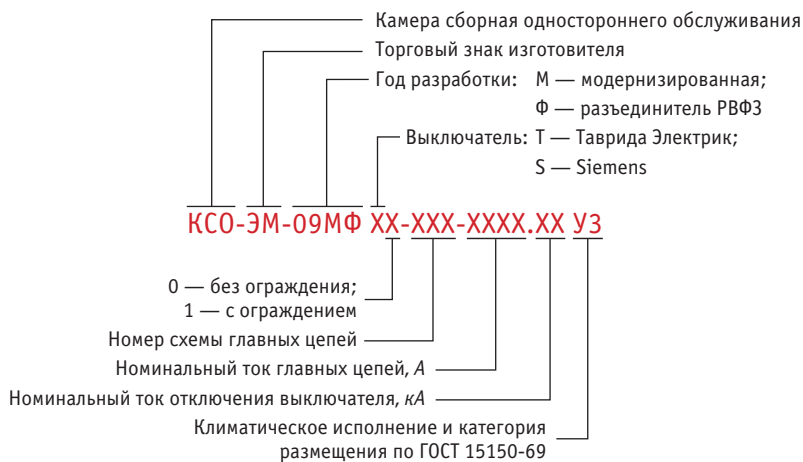 Камера сборная одностороннего обслуживания
Торговый знак изготовителя
Год разработки: М — модернизированная;
Ф — разъединитель РВФЗ
Выключатель: Т — Таврида Электрик;
S — Siemens
КСО-ЭМ-09МФ ХХ-ХХХ-ХХХХ.ХХ У3
0 — без ограждения;
1 — с ограждением
Номер схемы главных цепей
Номинальный ток главных цепей, А
Номинальный ток отключения выключателя, кА
Климатическое исполнение и категория
размещения по ГОСТ 15150-69